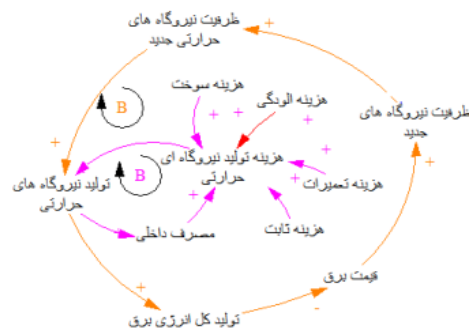 ظرفیت نیروگاه های
حرارتی جدید
+
B
هزینه سوخت
+
+
هزینه الودگی
+
ظرفیت نیروگاه های
جدید
+
+
B
هزینه تولید نیروگاه ای
حرارتی
+
+
تولید نیروگاه های
حرارتی
+
هزینه تعمیرات
مصرف داخلی
هزینه ثابت
+
قیمت برق
-
تولید کل انرژی برق